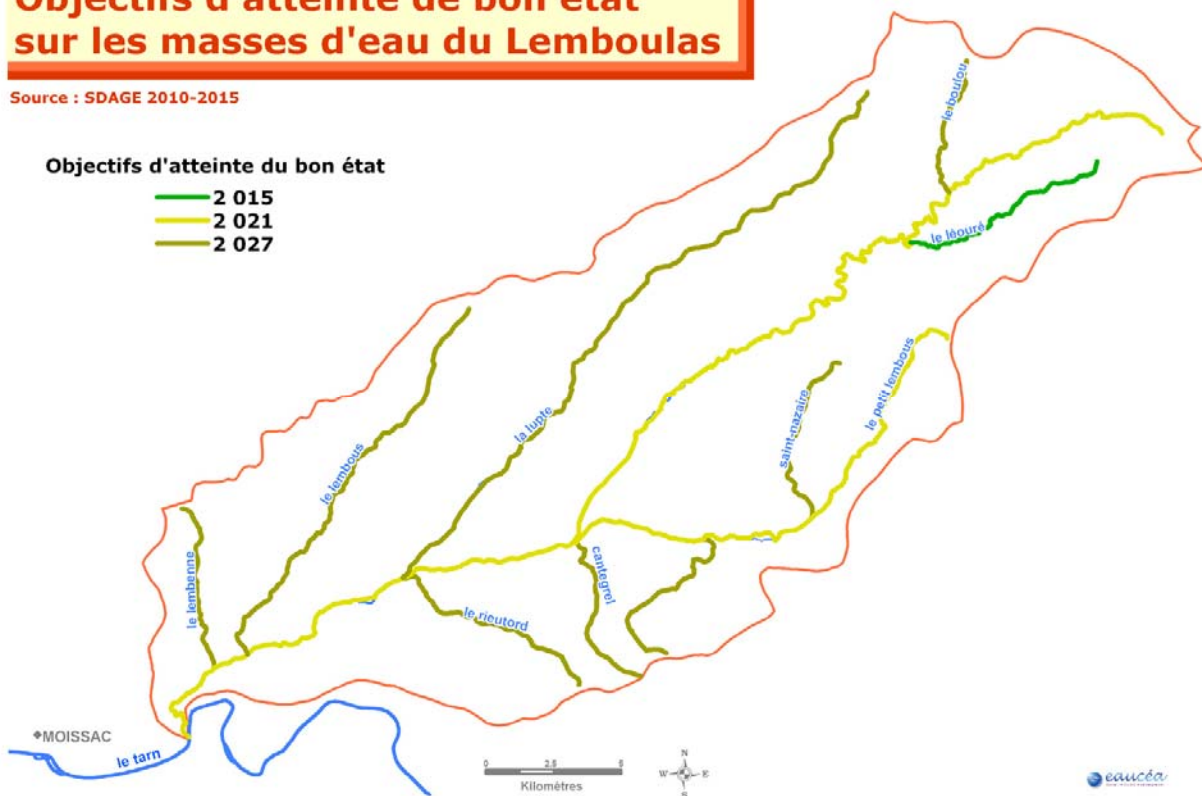 Objectifs d'atteinte de bon état
sur les masses d'eau du Lemboulas
Source : SDAGE 2010-2015
Objectifs d'atteinte du bon état
2 015
2 021
2 027
le boulou
le léouré
le petit lembous
saint-nazaire
la lupte
le lembous
cantegrel
le lembenne
le rieutord
MOISSAC
le tarn
0 2.5 5
Kilomètres
N
W E
S
eaucéa